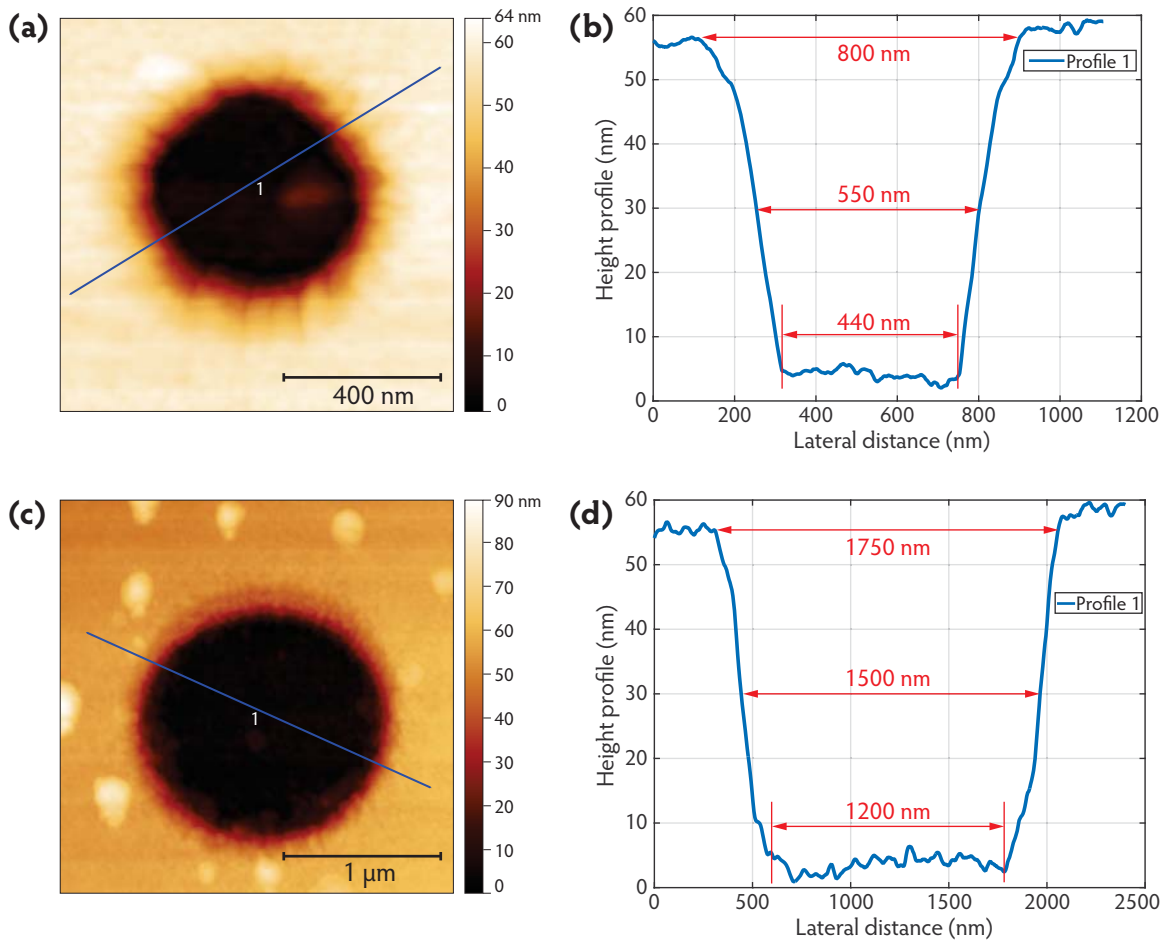 (a)
64 nm
60
50
40
30
20
10
0
1
400 nm
(b)
Height profile (nm)
60
50
40
30
20
10
0
800 nm
Profile 1
550 nm
440 nm
0 200 400 600 800 1000 1200
Lateral distance (nm)
(c)
90 nm
80
70
60
50
40
30
20
10
0
1
1 μm
(d)
Height profile (nm)
60
50
40
30
20
10
0
1750 nm
Profile 1
1500 nm
1200 nm
0 500 1000 1500 2000 2500
Lateral distance (nm)